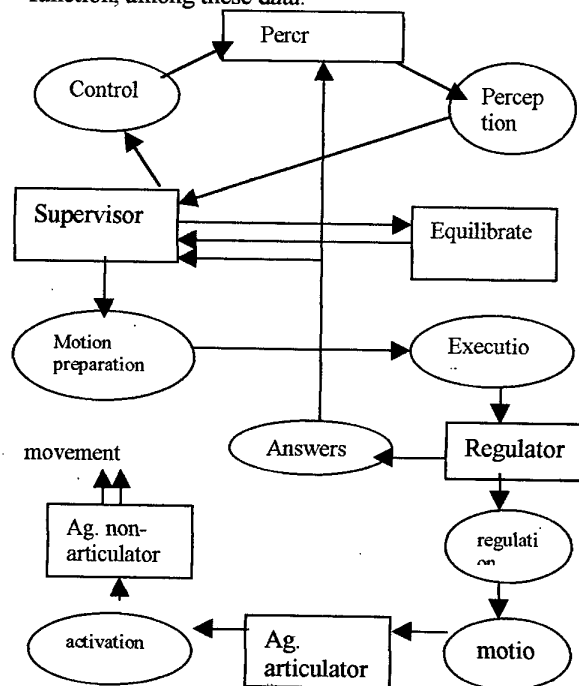 function, among these data.
Percr
Control
Percep
tion
Supervisor
Equilibrate
Motion
preparation
Executio
Answers
Regulator
movement
Ag. non-
articulator
regulati
on
activation
Ag.
articulator
motio